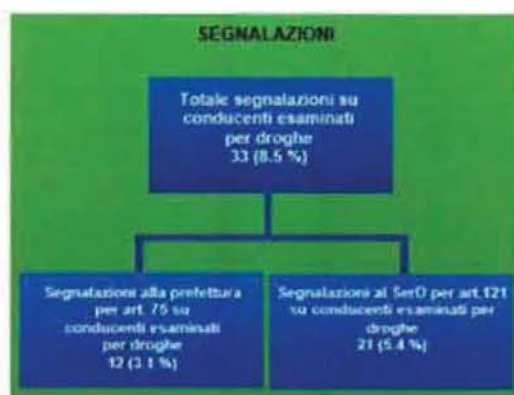 SEGNALAZIONI
Totale segnalazioni su
conducenti esaminati
per droghe
33 (8.5 %)
Segnalazioni alla prefettura
per art. 75 su
conducenti esaminati
per droghe
12 (3.1 %)
Segnalazioni al SerD per art.121
su conducenti esaminati per
droghe
21 (5.4 %)